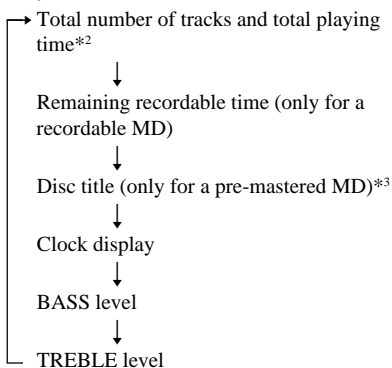 Total number of tracks and total playing
time*2
Remaining recordable time (only for a
recordable MD)
Disc title (only for a pre-mastered MD)*3
Clock display
BASS level
TREBLE level